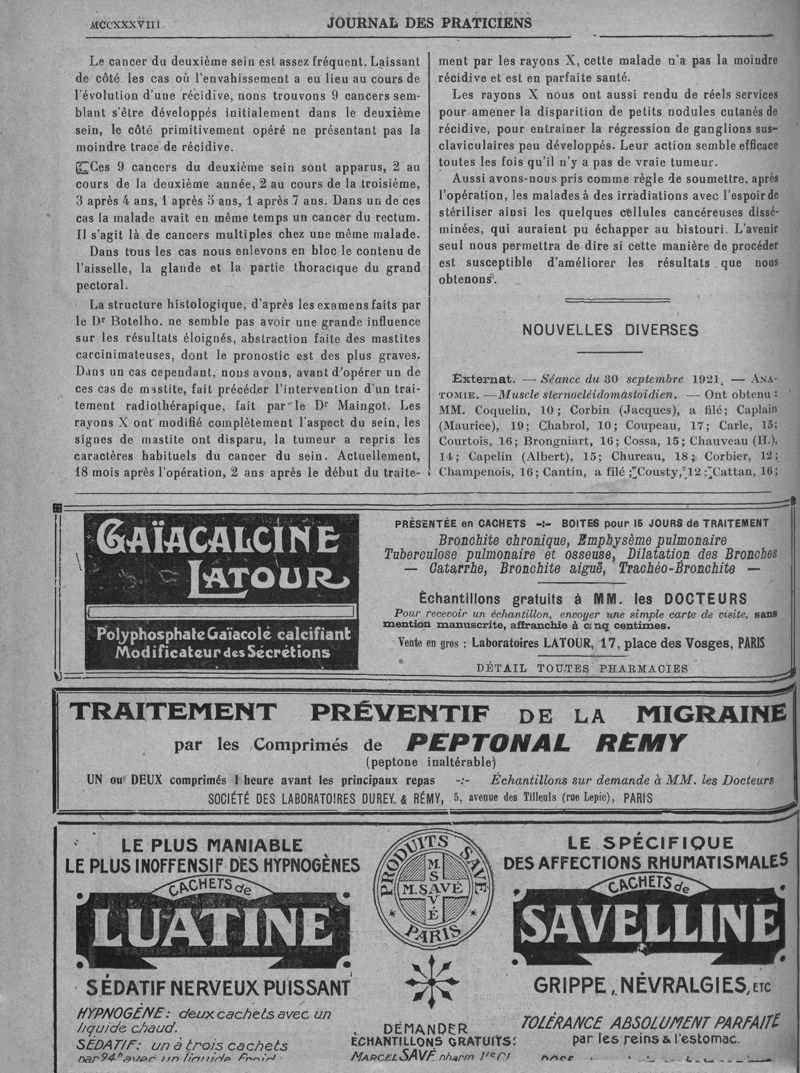 MCCXXXVIII
JOURNAL DES PRATICIENS
Le cancer du deuxième sein est assez fréquent. Laissant
de côté les cas où l'envahissement a eu lieu au cours de
l'évolution d'une récidive, nons trouvons 9 cancers sem-
blant s'être développés initialement dans le deuxième
sein, le côté primitivement opéré ne présentant pas la
moindre trace de récidive.
Ces 9 cancers du deuxième sein sont apparus, 2 au
cours de la deuxième année, 2 au cours de la troisième,
3 après 4 ans, 1 après 5 ans, 1 après 7 ans. Dans un de ces
cas la malade avait en même temps un cancer du rectum.
Il s'agit là de cancers multiples chez une même malade.
Dans tous les cas nous enlevons en bloc le contenu de
l'aisselle, la glande et la partie thoracique du grand
pectoral.
La structure histologique, d'après les examens faits par
le Dr Botelho. ne semble pas avoir une grande influence
sur les résultats éloignés, abstraction faite des mastites
carcinimateuses, dont le pronostic est des plus graves.
Dans un cas cependant, nous avons, avant d'opérer un de
ces cas de mastite, fait précéder l'intervention d'un trai-
tement radiothérapique, fait par le Dr Maingot. Les
rayons X ont modifié complètement l'aspect du sein, les
signes de mastite ont disparu, la tumeur a repris les
caractères habituels du cancer du sein. Actuellement,
18 mois après l'opération, 2 ans après le début du traite-
ment par les rayons X, cette malade n'a pas la moindre
récidive et est en parfaite santé.
Les rayons X nous ont aussi rendu de réels services
pour amener la disparition de petits nodules cutanés de
récidive, pour entrainer la régression de ganglions sus-
claviculaires peu développés. Leur action semble efficace
toutes les fois qu'il n'y a pas de vraie tumeur.
Aussi avons-nous pris comme règle de soumettre, après
l'opération, les malades à des irradiations avec l'espoir de
stériliser ainsi les quelques cellules cancéreuses dissé-
minées, qui auraient pu échapper au bistouri. L'avenir
seul nous permettra de dire si cette manière de procéder
est susceptible d'améliorer les résultats que nous
obtenons.
NOUVELLES DIVERSES
Externat. — Séance du 30 septembre 1921. — ANA-
TOMIE. — Muscle sternocléidomastoïdien. — Ont obtenu :
MM. Coquelin, 10 ; Corbin (Jacques), a filé; Caplain
(Maurice), 19; Chabrol, 10; Coupeau, 17; Carle, 15;
Courtois, 16; Brongniart, 16; Cossa, 15; Chauveau (H.),
14; Capelin (Albert), 15; Chureau, 18; Corbier, 12;
Champenois, 16; Cantin, a filé; Cousty, 12 ; Cattan, 16;
GAÏACALCINE
LATOUR
Polyphosphate Gaïacolé calcifiant
Modificateur des Sécrétions
PRÉSENTÉE en CACHETS -:- BOITES pour 15 JOURS de TRAITEMENT
Bronchite chronique, Emphysème pulmonaire
Tuberculose pulmonaire et osseuse, Dilatation des Bronches
— Catarrhe, Bronchite aiguë, Trachéo-Bronchite —
Échantillons gratuits à MM. les DOCTEURS
Pour recevoir un échantillon, envoyer une simple carte de visite, sans
mention manuscrite, affranchie à cinq centimes.
Vente en gros : Laboratoires LATOUR, 17, place des Vosges, PARIS
DÉTAIL TOUTES PHARMACIES
TRAITEMENT PRÉVENTIF DE LA MIGRAINE
par les Comprimés de PEPTONAL REMY
(peptone inaltérable)
UN ou DEUX comprimés 1 heure avant les principaux repas -:- Échantillons sur demande à MM. les Docteurs
SOCIÉTÉ DES LABORATOIRES DUREY & RÉMY, 5, avenue des Tilleuls (rue Lepic), PARIS
LE PLUS MANIABLE
LE PLUS INOFFENSIF DES HYPNOGÈNES
CACHETS de
LUATINE
SÉDATIF NERVEUX PUISSANT
HYPNOGÈNE: deux cachets avec un
liquide chaud.
SÉDATIF: un à trois cachets
par 24h avec un liquide froid
PRODUITS SAVÉ
M.
S
M. SAVÉ
V
É
PARIS
DEMANDER
ÉCHANTILLONS GRATUITS:
MARCEL SAVÉ pharm
LE SPÉCIFIQUE
DES AFFECTIONS RHUMATISMALES
CACHETS de
SAVELLINE
GRIPPE, NÉVRALGIES, ETC
TOLÉRANCE ABSOLUMENT PARFAITE
par les reins & l'estomac.